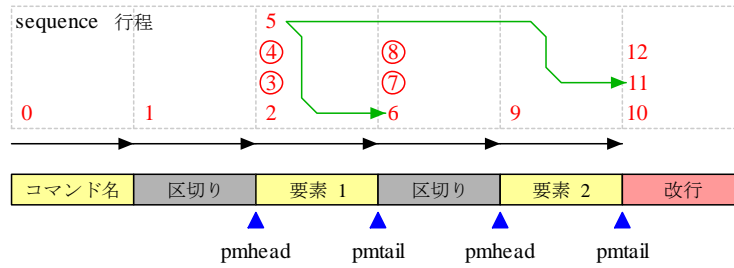 sequence 行程
5
12
④ ⑧
③ ⑦ 11
0 1 2 6 9 10
コマンド名 区切り 要素 1 区切り 要素 2 改行
pmhead pmtail pmhead pmtail